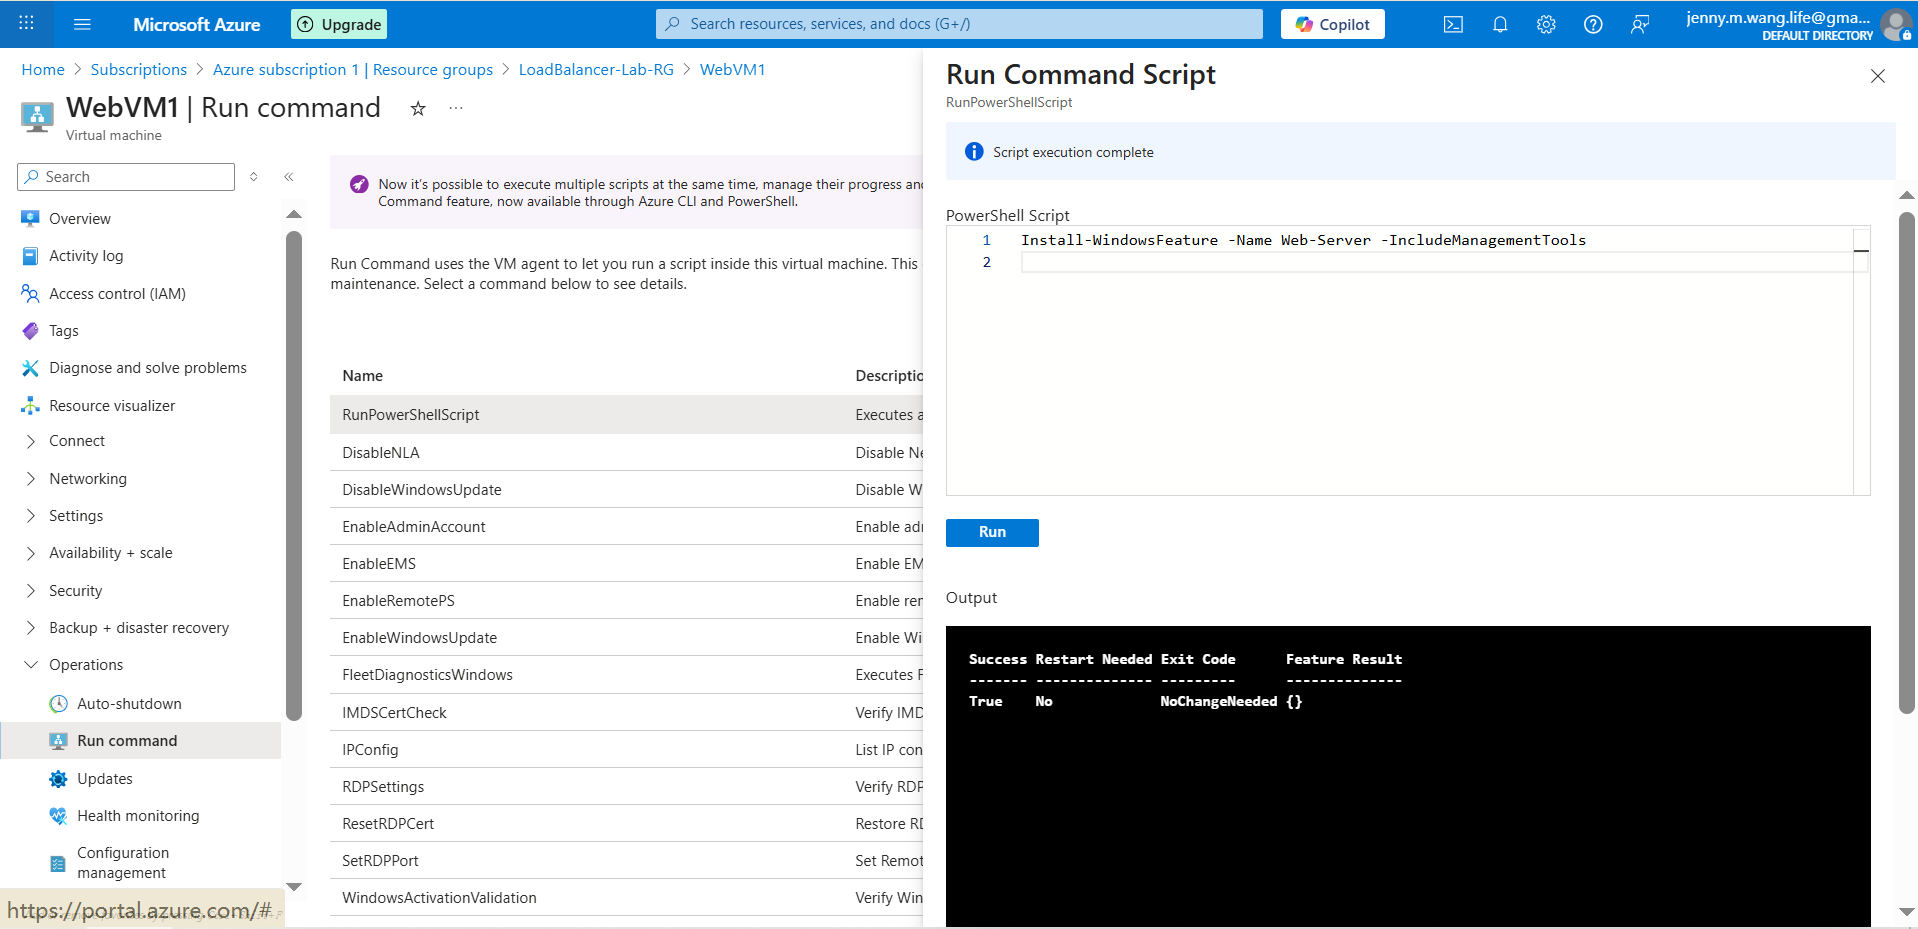 Microsoft Azure
Upgrade
Search resources, services, and docs (G+/)
Copilot
jenny.m.wang.life@gma...
DEFAULT DIRECTORY
Home > Subscriptions > Azure subscription 1 | Resource groups > LoadBalancer-Lab-RG > WebVM1
WebVM1 | Run command
Virtual machine
Search
Overview
Activity log
Access control (IAM)
Tags
Diagnose and solve problems
Resource visualizer
Connect
Networking
Settings
Availability + scale
Security
Backup + disaster recovery
Operations
Auto-shutdown
Run command
Updates
Health monitoring
Configuration
management
https://portal.azure.com/#
Now it's possible to execute multiple scripts at the same time, manage their progress and
Command feature, now available through Azure CLI and PowerShell.
Run Command uses the VM agent to let you run a script inside this virtual machine. This
maintenance. Select a command below to see details.
Name Descriptio
RunPowerShellScript Executes a
DisableNLA Disable Ne
DisableWindowsUpdate Disable W
EnableAdminAccount Enable adm
EnableEMS Enable EM
EnableRemotePS Enable rem
EnableWindowsUpdate Enable Wi
FleetDiagnosticsWindows Executes F
IMDSCertCheck Verify IMD
IPConfig List IP con
RDPSettings Verify RDP
ResetRDPCert Restore RD
SetRDPPort Set Remot
WindowsActivationValidation Verify Win
Run Command Script
RunPowerShellScript
Script execution complete
PowerShell Script
1 Install-WindowsFeature -Name Web-Server -IncludeManagementTools
2
Run
Output
Success Restart Needed Exit Code      Feature Result
------- -------------- ---------      --------------
True    No             NoChangeNeeded {}